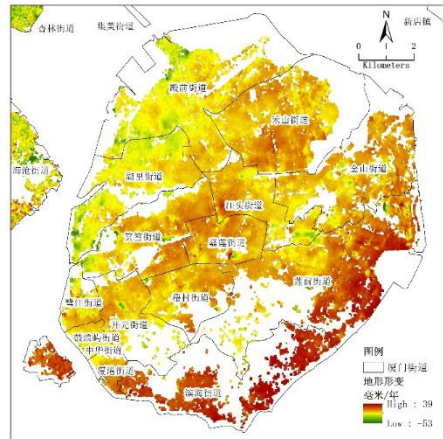 杏林街道
集美街道
新店镇
N
0 1 2
Kilometers
殿前街道
禾山街道
海沧街道
金山街道
湖里街道
江头街道
筼筜街道
嘉莲街道
莲前街道
梧村街道
鹭江街道
开元街道
鼓浪屿街道
中华街道
厦港街道
滨海街道
图例
厦门街道
地形形变
毫米/年
High : 39
Low : -53